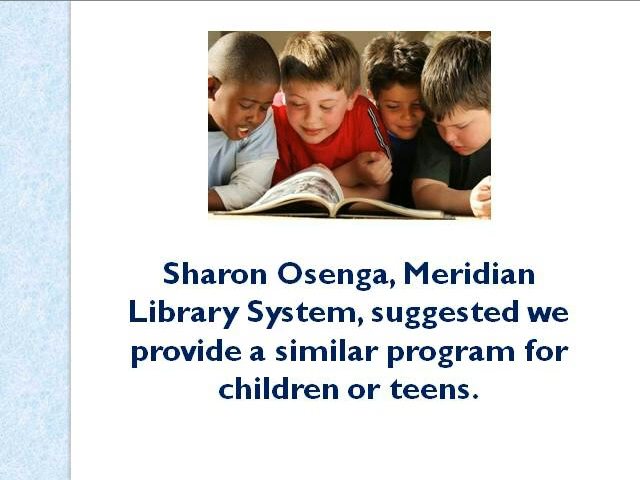 Sharon Osenga, Meridian
Library System, suggested we
provide a similar program for
children or teens.